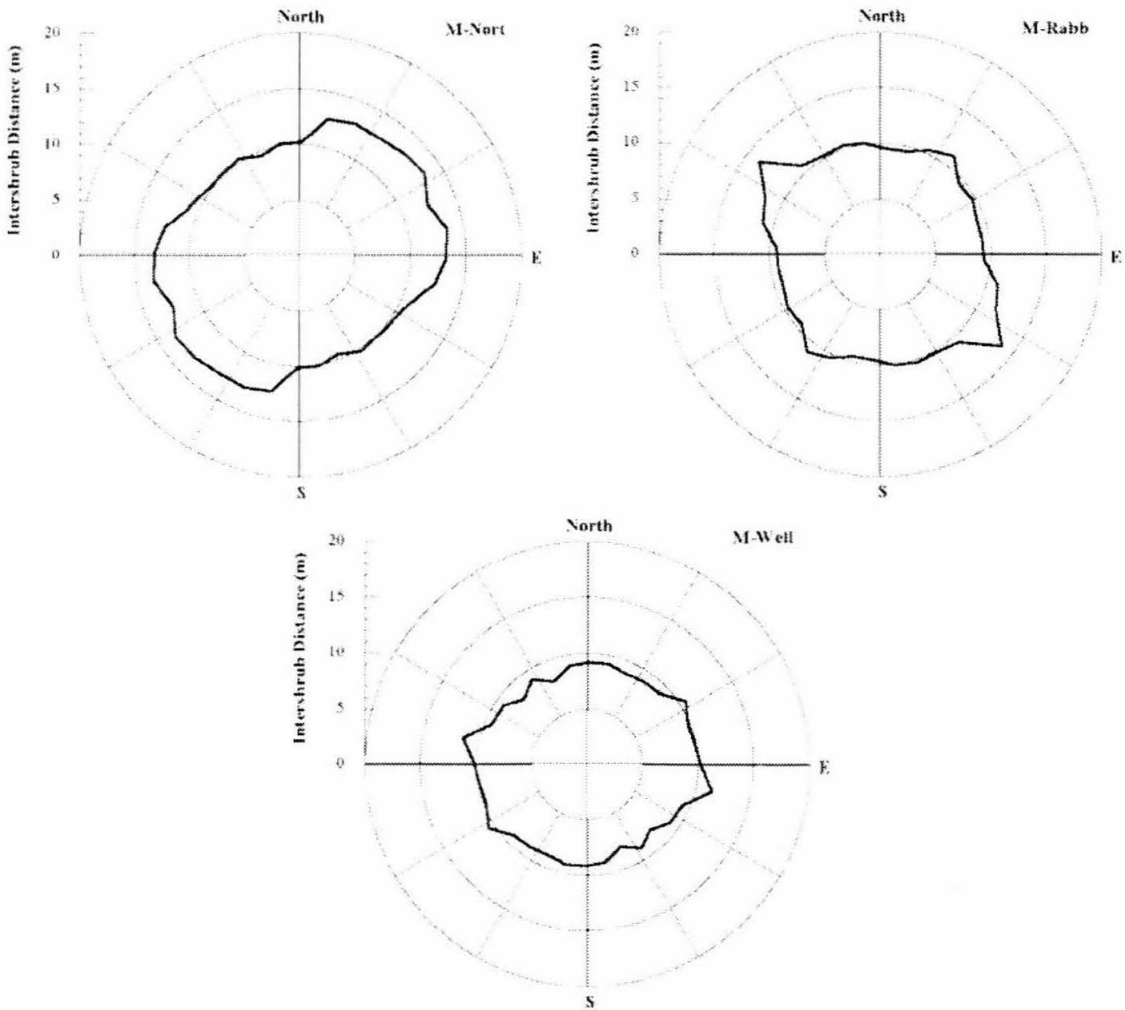 North
M-Nort
20
15
10
5
0
Intershrub Distance (m)
E
S
North
M-Rabb
20
15
10
5
0
Intershrub Distance (m)
E
S
North
M-Well
20
15
10
5
0
Intershrub Distance (m)
E
S